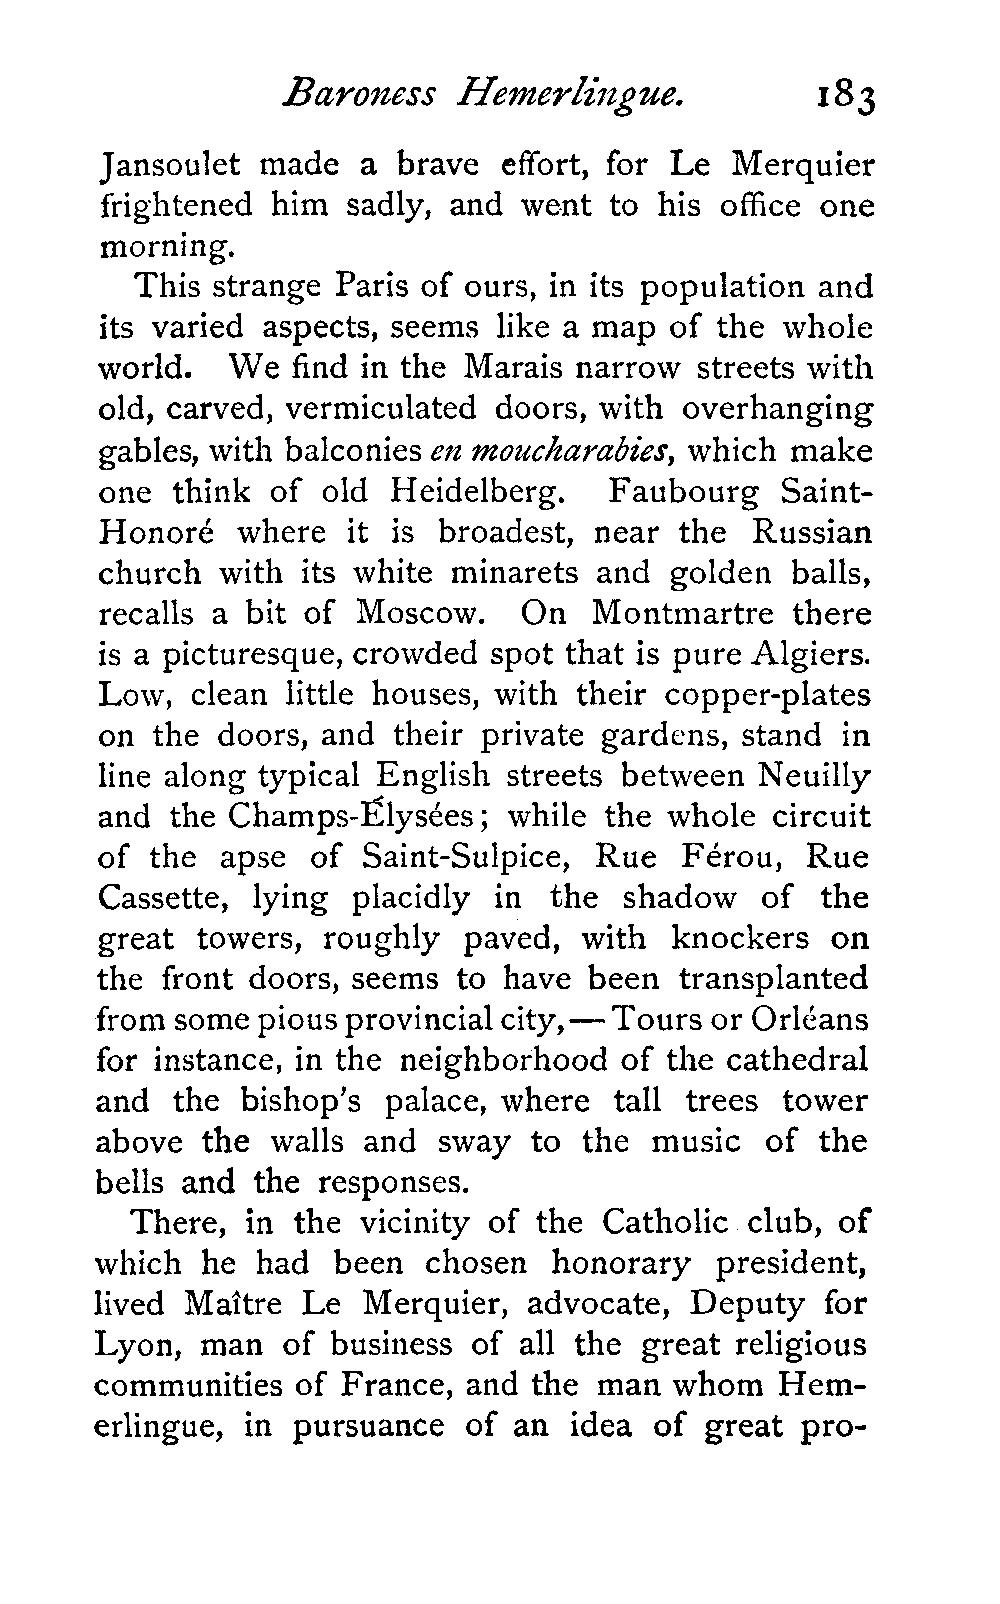 Baroness Hemerlingue. 183
Jansoulet made a brave effort, for Le Merquier
frightened him sadly, and went to his office one
morning.
This strange Paris of ours, in its population and
its varied aspects, seems like a map of the whole
world. We find in the Marais narrow streets with
old, carved, vermiculated doors, with overhanging
gables, with balconies en moucharabies, which make
one think of old Heidelberg. Faubourg Saint-
Honoré where it is broadest, near the Russian
church with its white minarets and golden balls,
recalls a bit of Moscow. On Montmartre there
is a picturesque, crowded spot that is pure Algiers.
Low, clean little houses, with their copper-plates
on the doors, and their private gardens, stand in
line along typical English streets between Neuilly
and the Champs-Élysées; while the whole circuit
of the apse of Saint-Sulpice, Rue Férou, Rue
Cassette, lying placidly in the shadow of the
great towers, roughly paved, with knockers on
the front doors, seems to have been transplanted
from some pious provincial city,—Tours or Orléans
for instance, in the neighborhood of the cathedral
and the bishop's palace, where tall trees tower
above the walls and sway to the music of the
bells and the responses.
There, in the vicinity of the Catholic club, of
which he had been chosen honorary president,
lived Maître Le Merquier, advocate, Deputy for
Lyon, man of business of all the great religious
communities of France, and the man whom Hem-
erlingue, in pursuance of an idea of great pro-